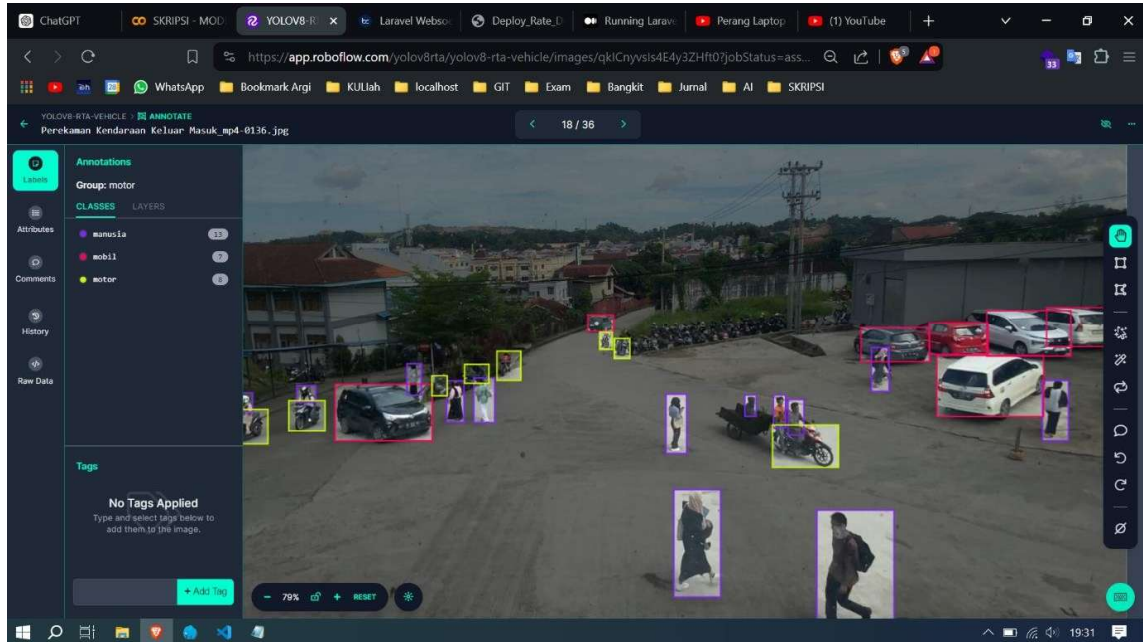 ChatGPT
SKRIPSI - MOD
YOLOV8-R
Laravel Webso
Deploy_Rate_D
Running Larave
Perang Laptop
(1) YouTube
https://app.roboflow.com/yolov8rta/yolov8-rta-vehicle/images/qkICnyvsIs4E4y3ZHft0?jobStatus=ass...
33
WhatsApp
Bookmark Argi
KULIah
localhost
GIT
Exam
Bangkit
Jurnal
AI
SKRIPSI
YOLOV8-RTA-VEHICLE > ANNOTATE
Perekaman Kendaraan Keluar Masuk_mp4-0136.jpg
18 / 36
Labels
Attributes
Comments
History
Raw Data
Annotations
Group: motor
CLASSES LAYERS
manusia 13
mobil 7
motor 8
Tags
No Tags Applied
Type and select tags below to
add them to the image.
+ Add Tag
- 79% + RESET
19:31